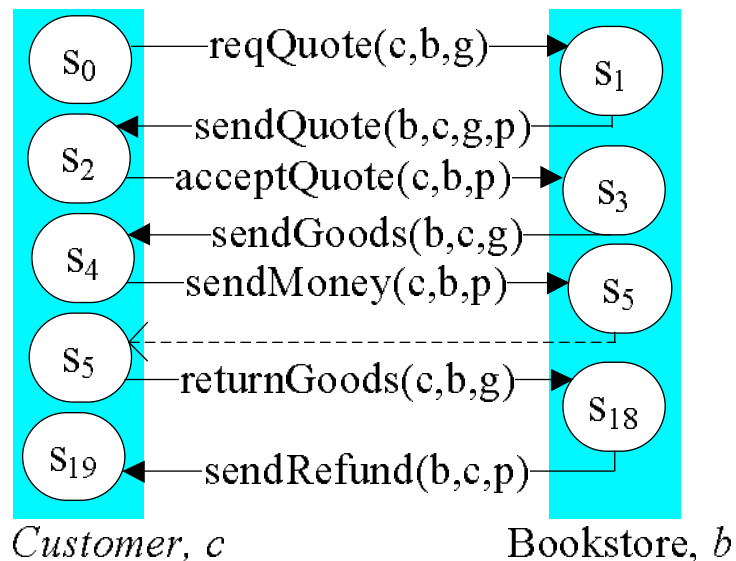 s0 reqQuote(c,b,g) s1
sendQuote(b,c,g,p)
s2 acceptQuote(c,b,p) s3
sendGoods(b,c,g)
s4 sendMoney(c,b,p) s5
s5 returnGoods(c,b,g) s18
s19 sendRefund(b,c,p)
Customer, c Bookstore, b